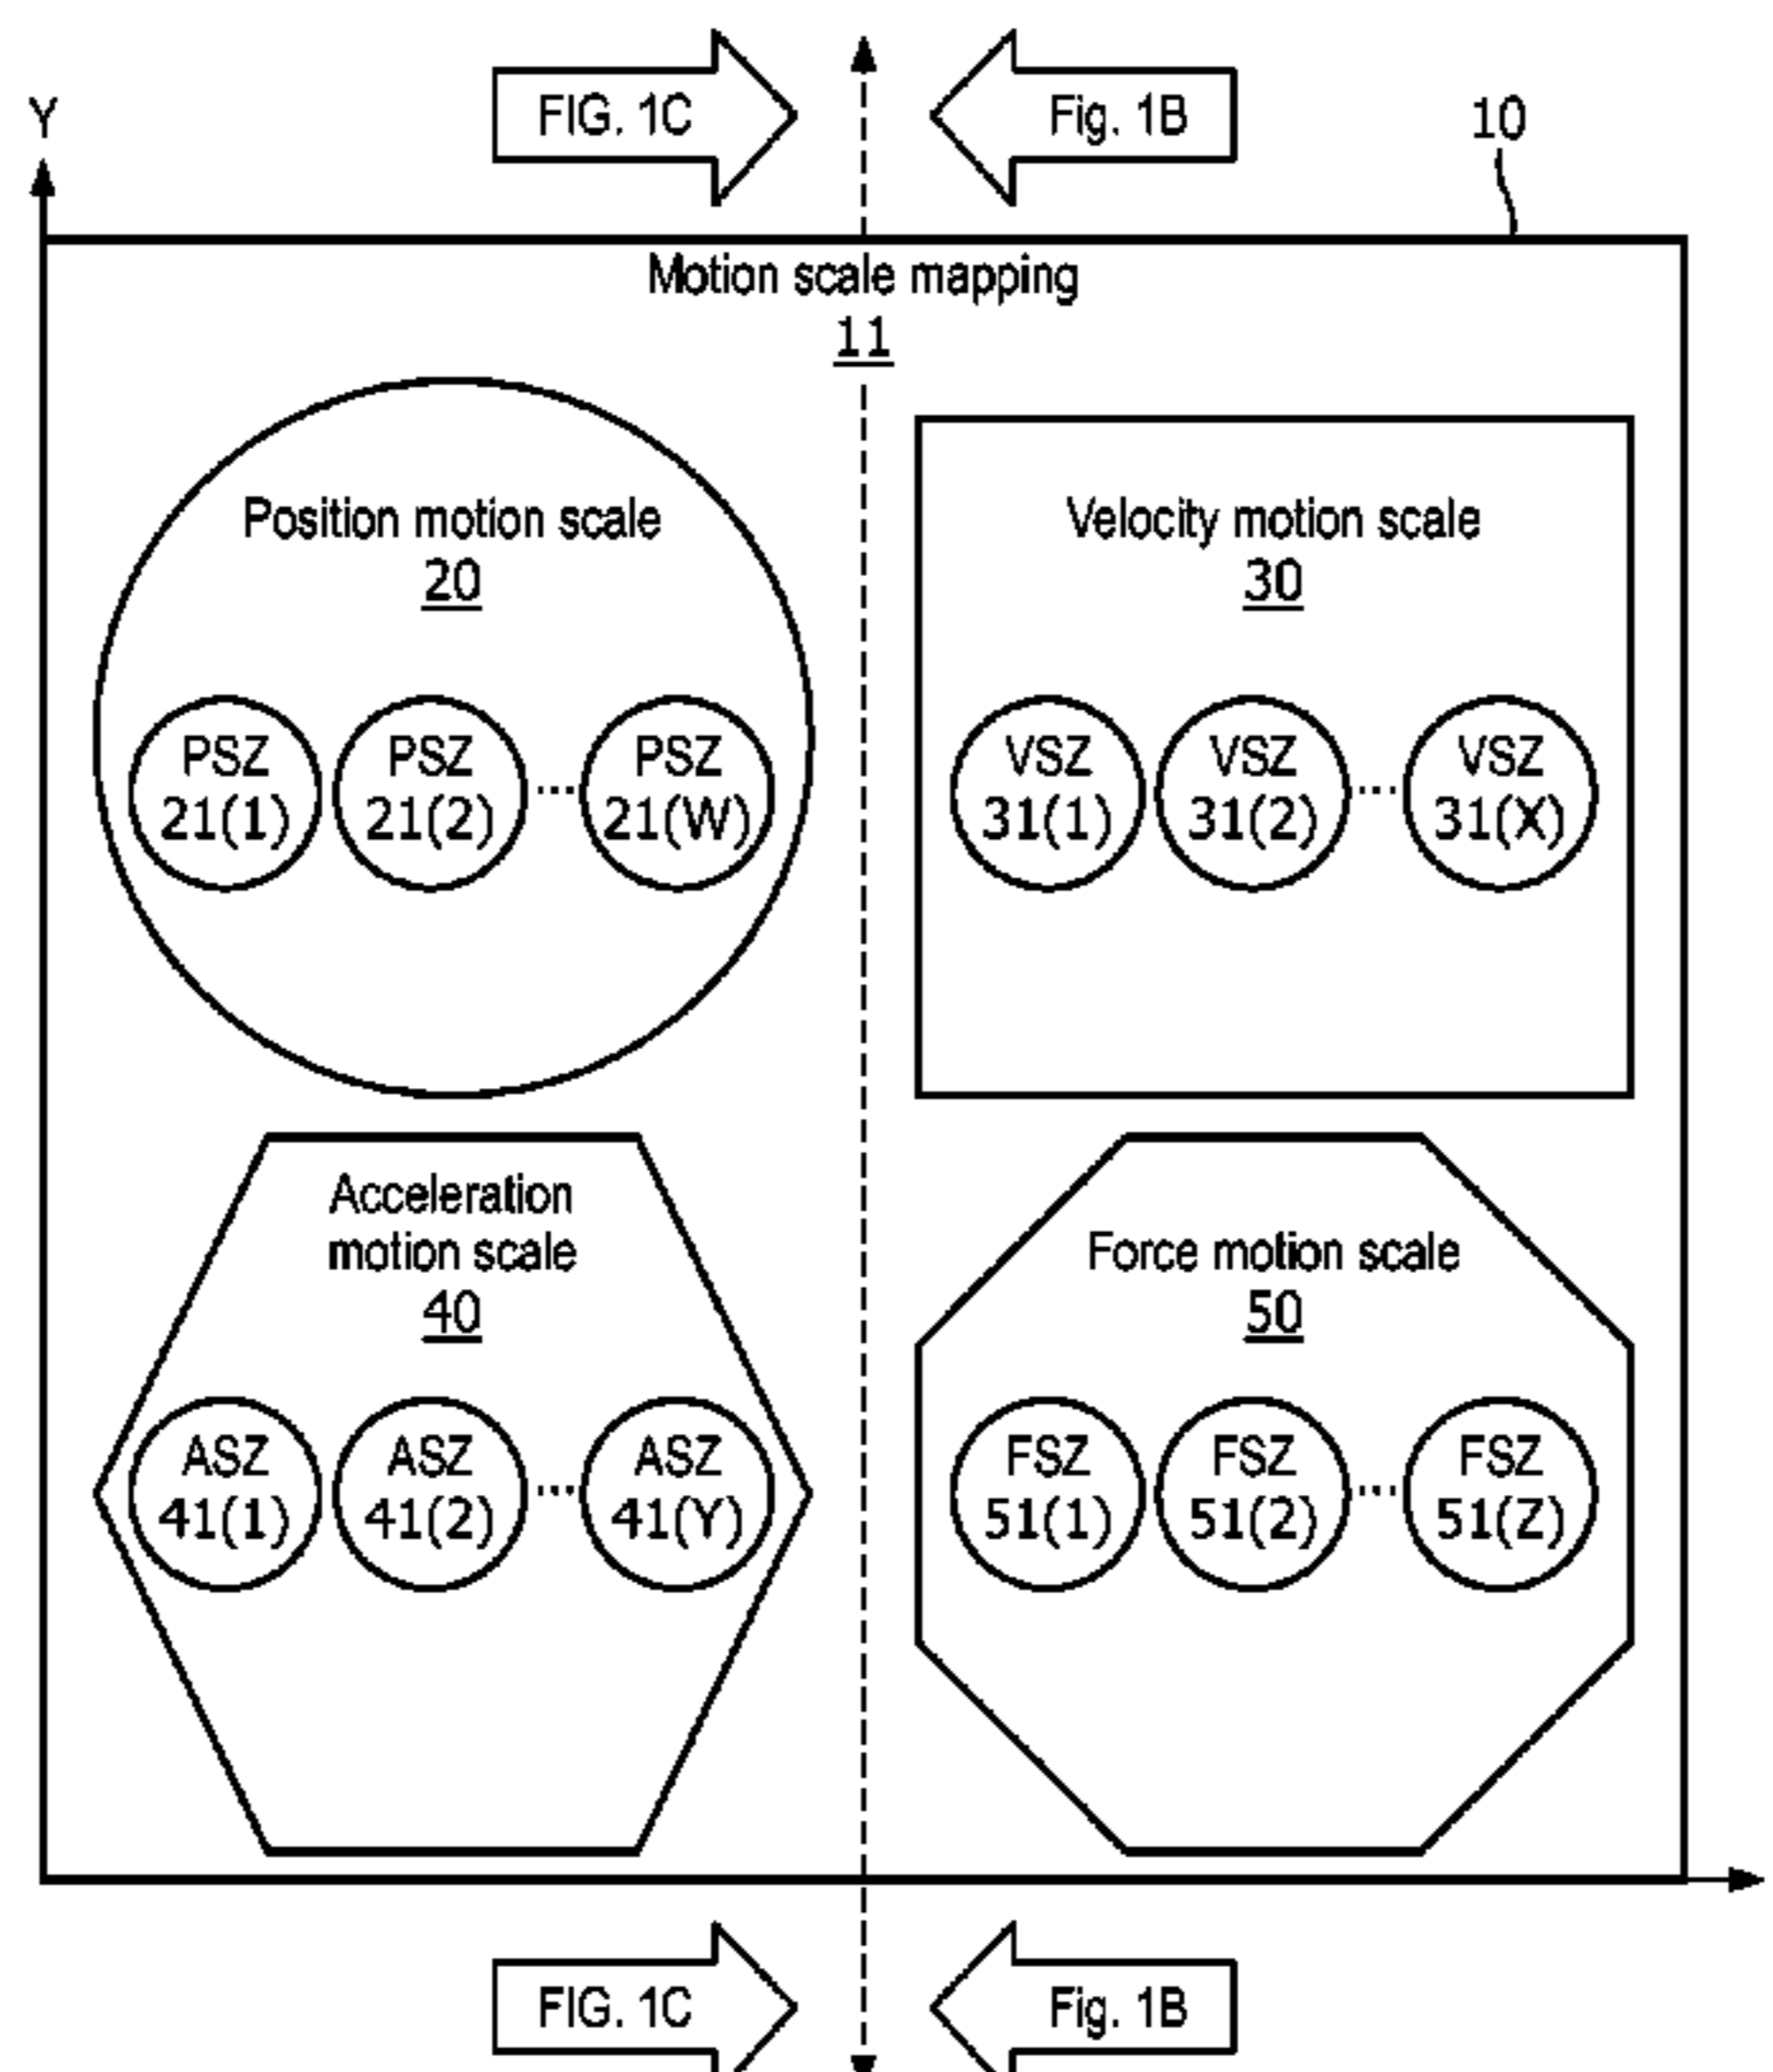 FIG. 1C
Fig. 1B
Y
10
Motion scale mapping
11
Position motion scale
20
Velocity motion scale
30
PSZ
21(1)
PSZ
21(2)
...
PSZ
21(W)
VSZ
31(1)
VSZ
31(2)
...
VSZ
31(X)
Acceleration
motion scale
40
Force motion scale
50
ASZ
41(1)
ASZ
41(2)
...
ASZ
41(Y)
FSZ
51(1)
FSZ
51(2)
...
FSZ
51(Z)
FIG. 1C
Fig. 1B